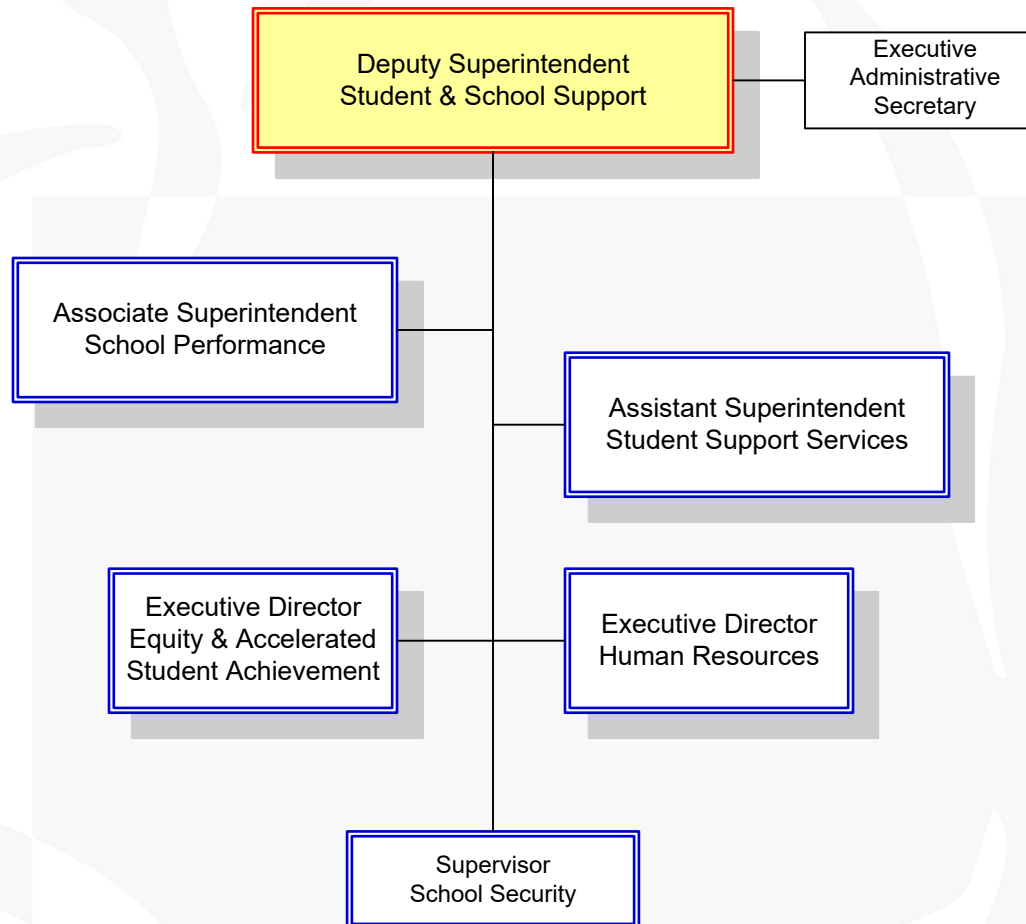 Deputy Superintendent
Student & School Support
Executive
Administrative
Secretary
Associate Superintendent
School Performance
Assistant Superintendent
Student Support Services
Executive Director
Equity & Accelerated
Student Achievement
Executive Director
Human Resources
Supervisor
School Security